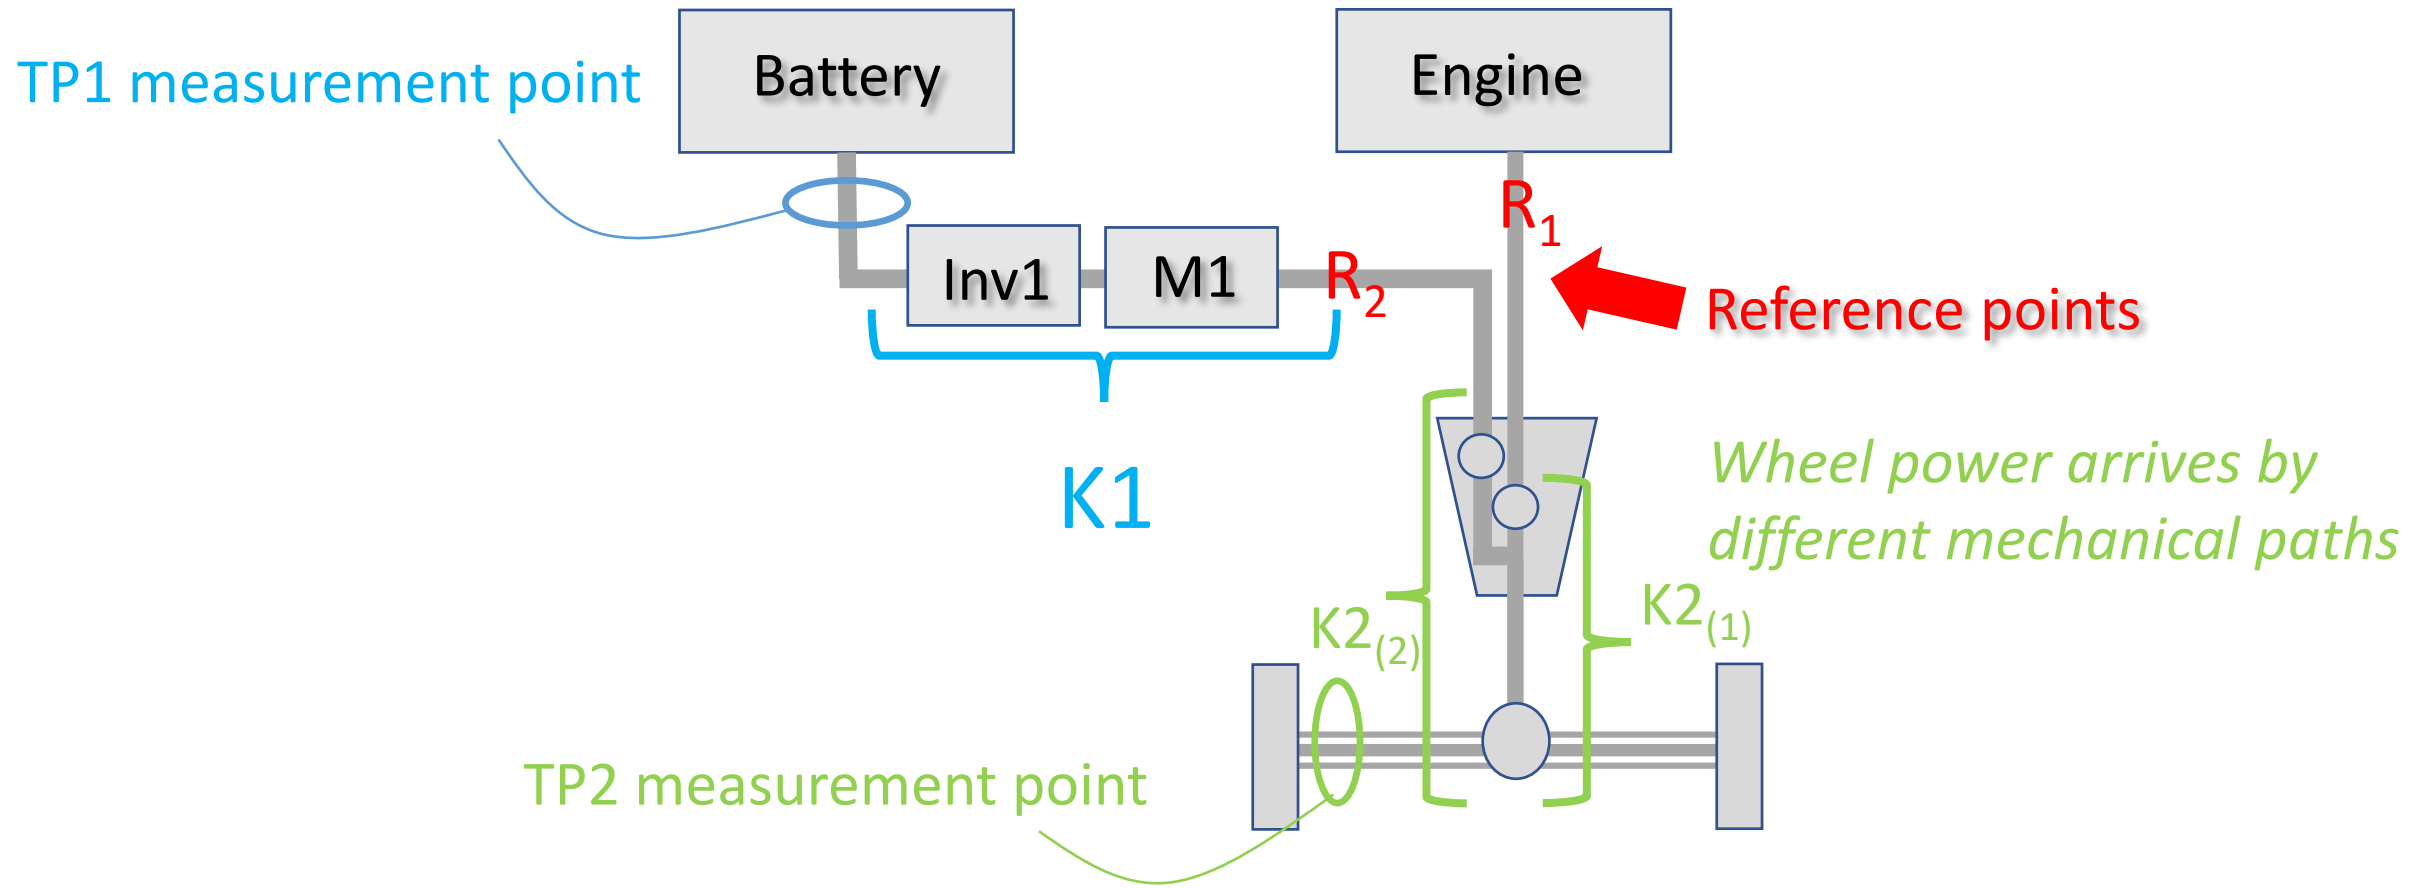 Battery
Engine
TP1 measurement point
R1
Inv1
M1
R2
Reference points
K1
Wheel power arrives by
different mechanical paths
K2(2)
K2(1)
TP2 measurement point